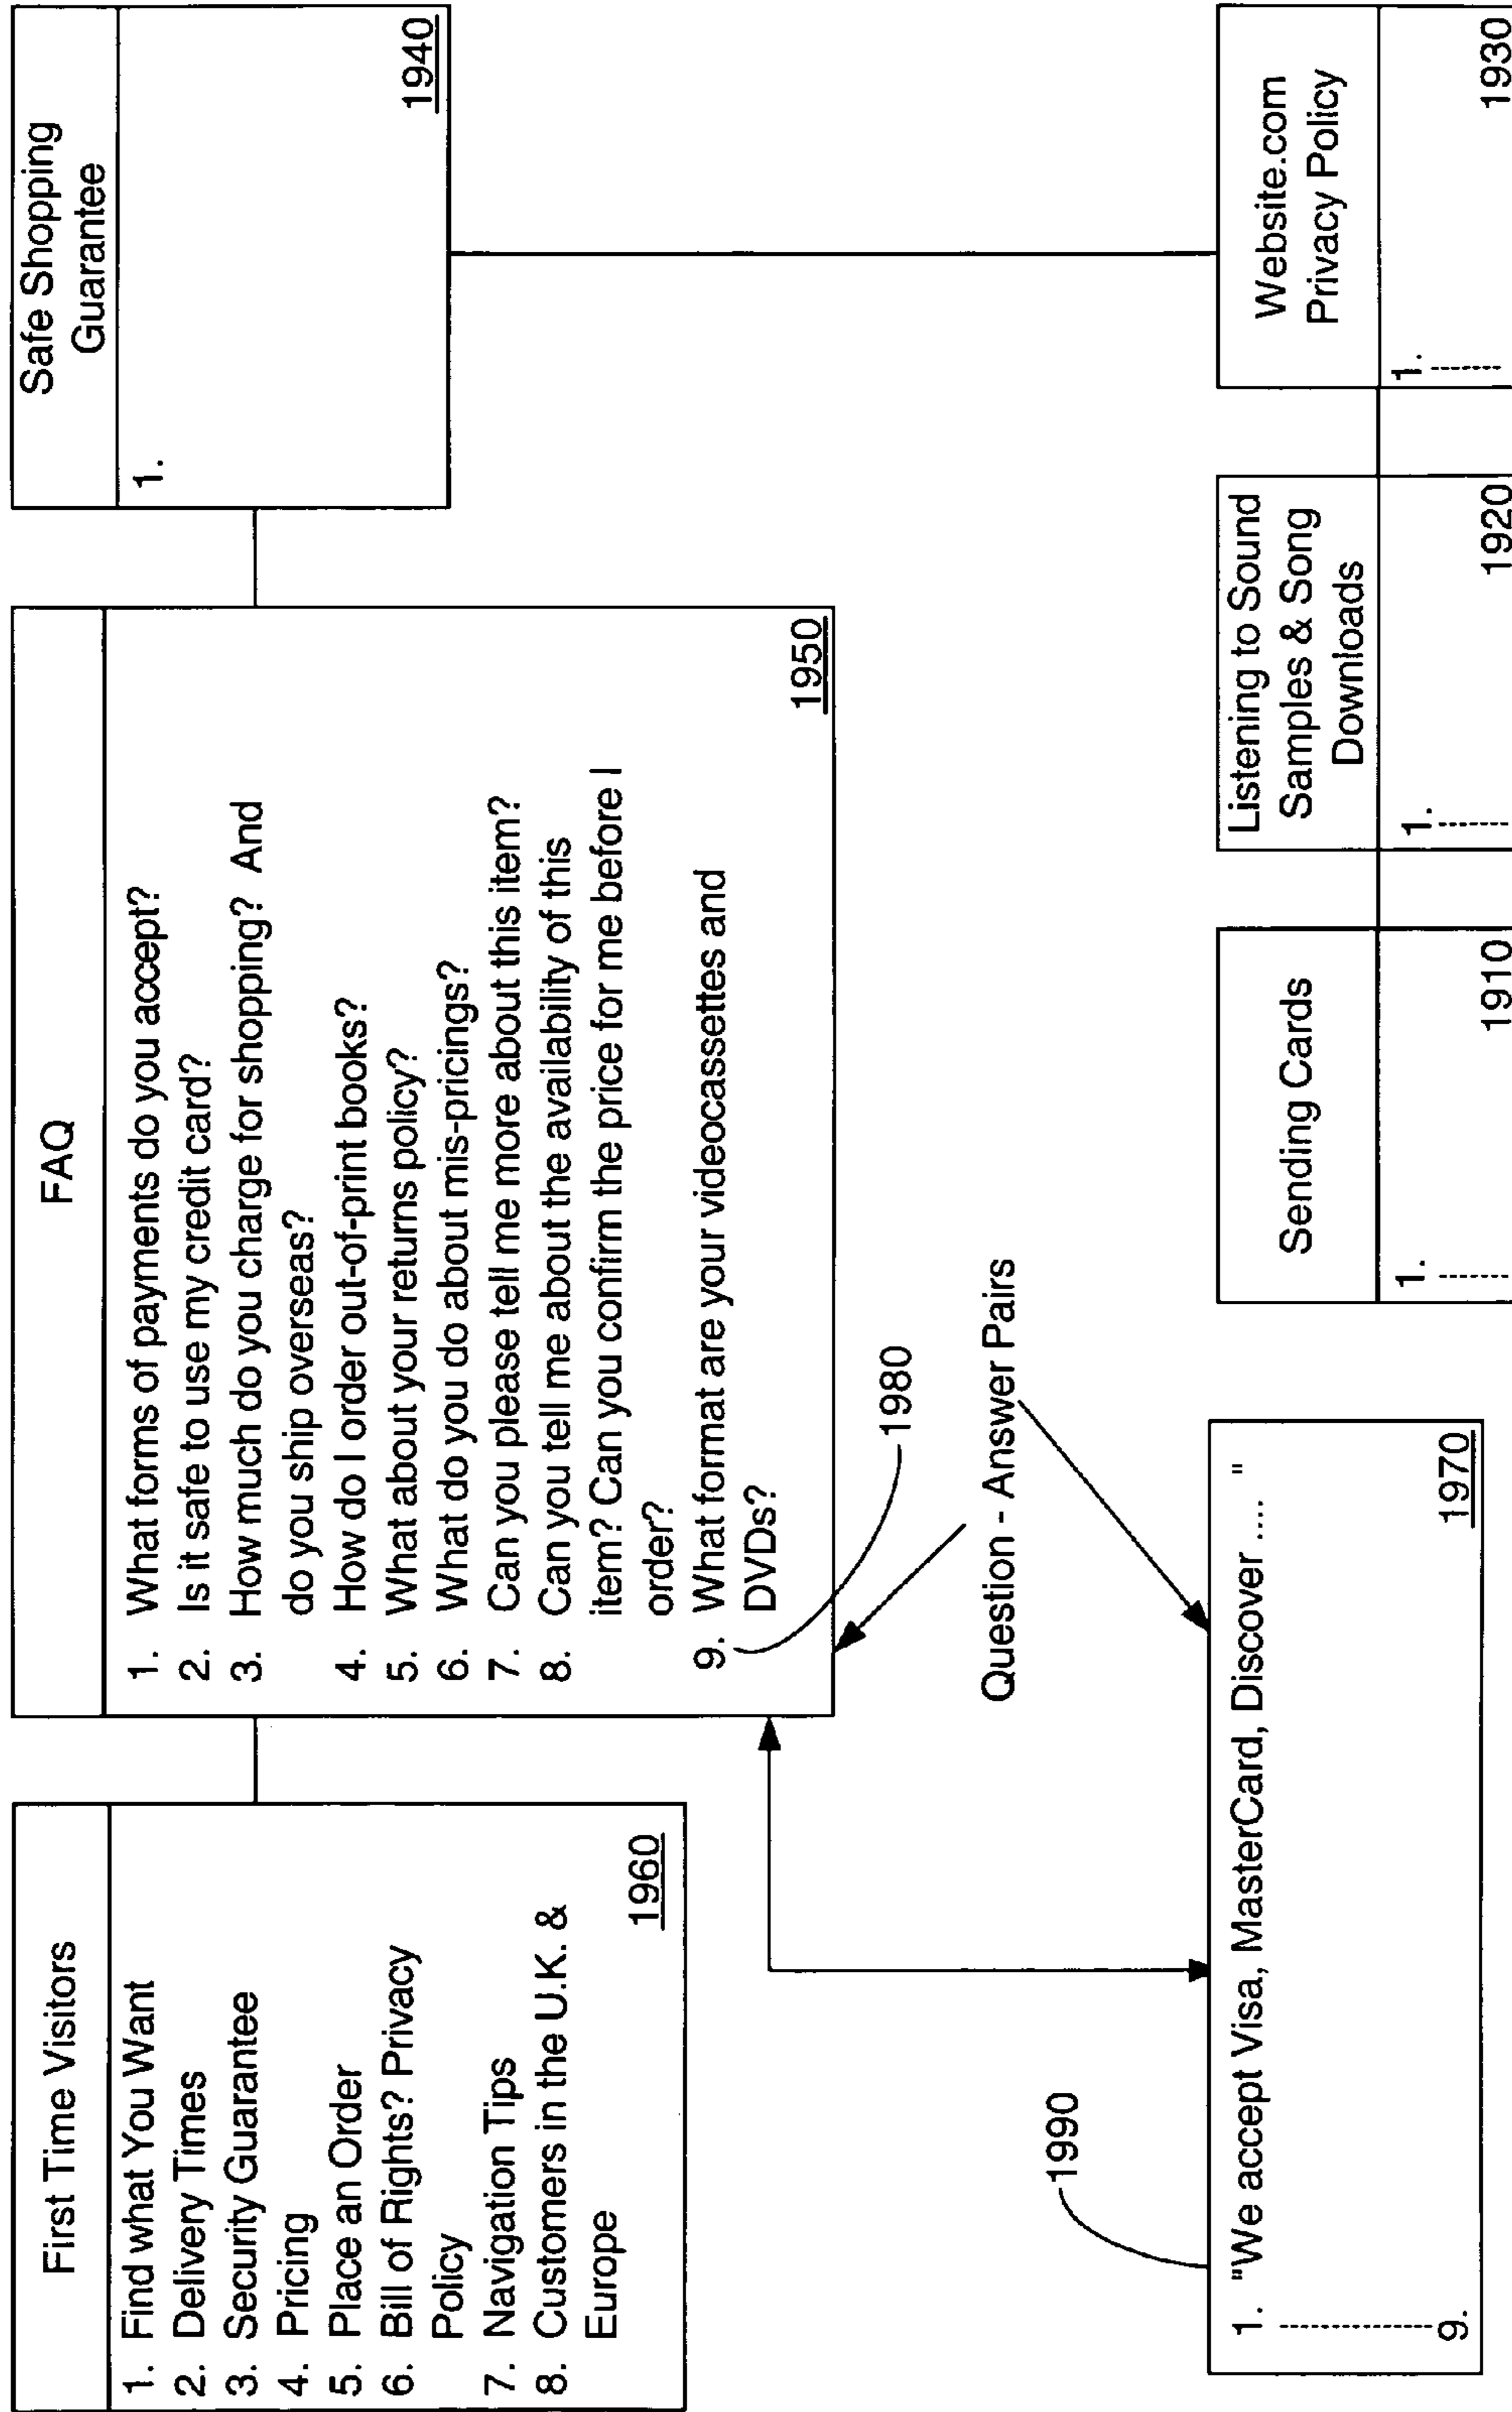 First Time Visitors
1. Find what You Want
2. Delivery Times
3. Security Guarantee
4. Pricing
5. Place an Order
6. Bill of Rights? Privacy
Policy
7. Navigation Tips
8. Customers in the U.K. &
Europe
1960
FAQ
1. What forms of payments do you accept?
2. Is it safe to use my credit card?
3. How much do you charge for shopping? And
do you ship overseas?
4. How do I order out-of-print books?
5. What about your returns policy?
6. What do you do about mis-pricings?
7. Can you please tell me more about this item?
8. Can you tell me about the availability of this
item? Can you confirm the price for me before I
order?
9. What format are your videocassettes and
DVDs?
1950
Safe Shopping
Guarantee
1.
1940
1980
Question - Answer Pairs
1990
1. "We accept Visa, MasterCard, Discover .... "
9.
1970
Sending Cards
1.
1910
Listening to Sound
Samples & Song
Downloads
1.
1920
Website.com
Privacy Policy
1.
1930